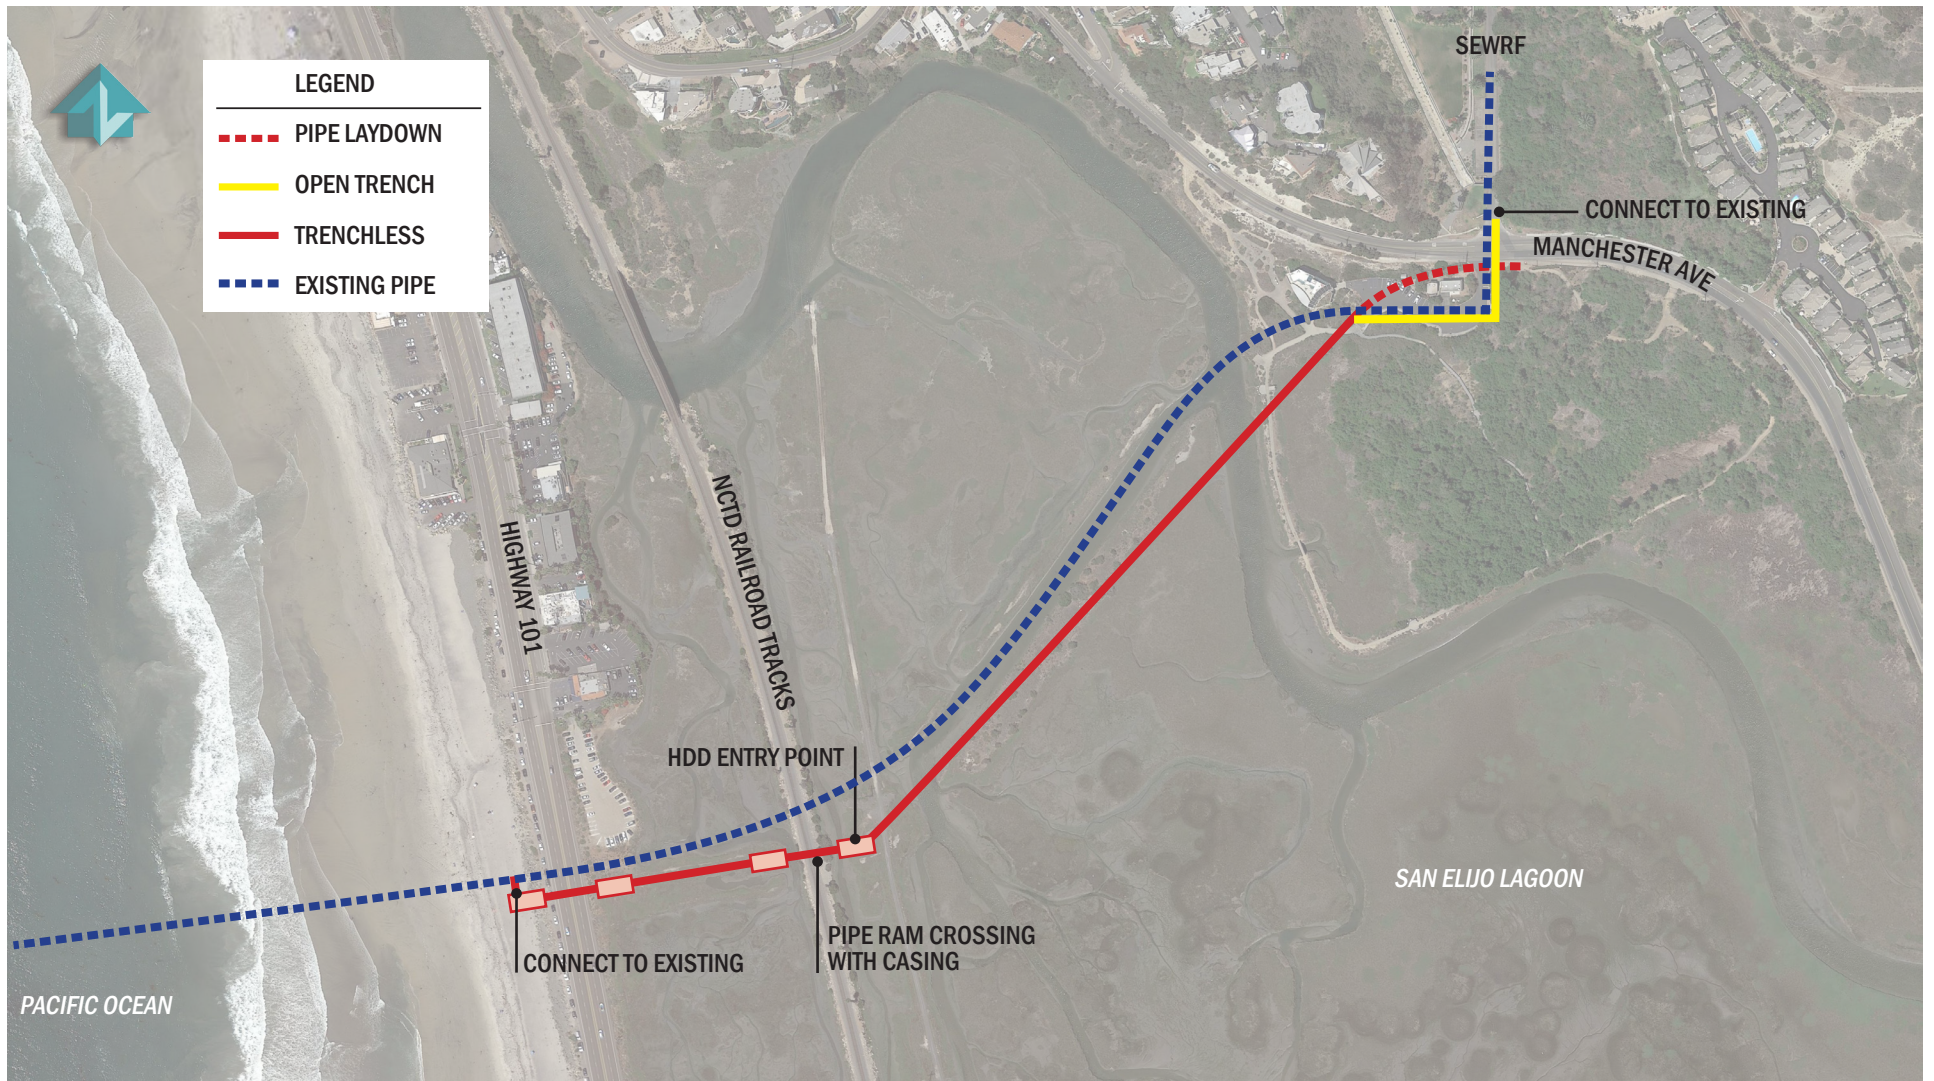 SEWRF
LEGEND
PIPE LAYDOWN
OPEN TRENCH
TRENCHLESS
EXISTING PIPE
CONNECT TO EXISTING
MANCHESTER AVE
NCTD RAILROAD TRACKS
HIGHWAY 101
HDD ENTRY POINT
SAN ELIJO LAGOON
PIPE RAM CROSSING
WITH CASING
CONNECT TO EXISTING
PACIFIC OCEAN